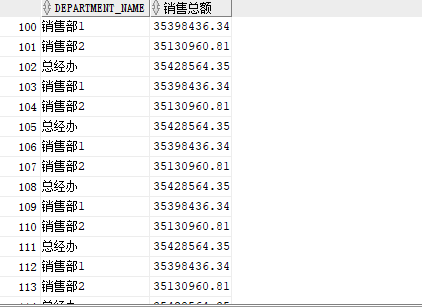 DEPARTMENT_NAME 销售总额
100 销售部1 35398436.34
101 销售部2 35130960.81
102 总经办 35428564.35
103 销售部1 35398436.34
104 销售部2 35130960.81
105 总经办 35428564.35
106 销售部1 35398436.34
107 销售部2 35130960.81
108 总经办 35428564.35
109 销售部1 35398436.34
110 销售部2 35130960.81
111 总经办 35428564.35
112 销售部1 35398436.34
113 销售部2 35130960.81